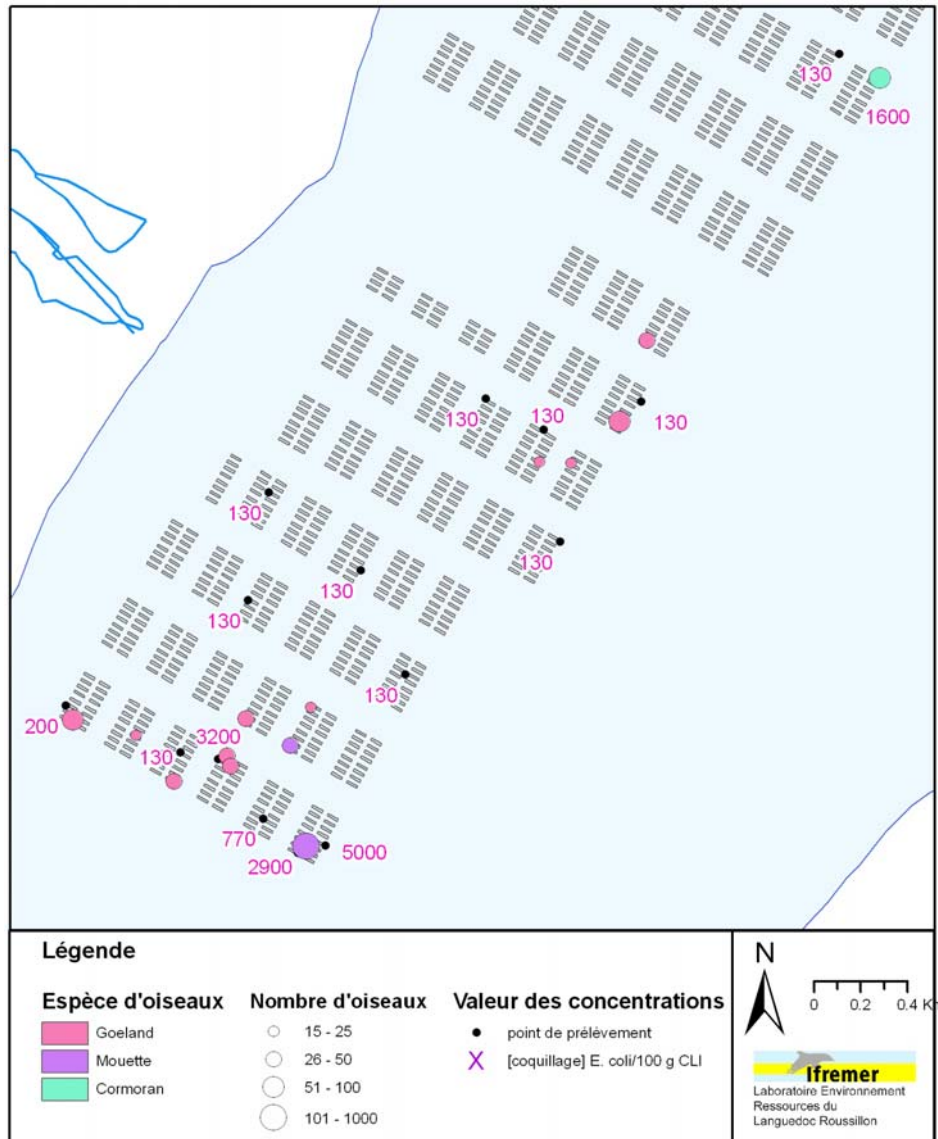 130
1600
130
130
130
130
130
130
130
130
200
3200
130
770
2900
5000
Légende
Espèce d'oiseaux
Goeland
Mouette
Cormoran
Nombre d'oiseaux
15 - 25
26 - 50
51 - 100
101 - 1000
Valeur des concentrations
point de prélévement
X [coquillage] E. coli/100 g CLI
N
0 0.2 0.4 K
Ifremer
Laboratoire Environnement
Ressources du
Languedoc Roussillon